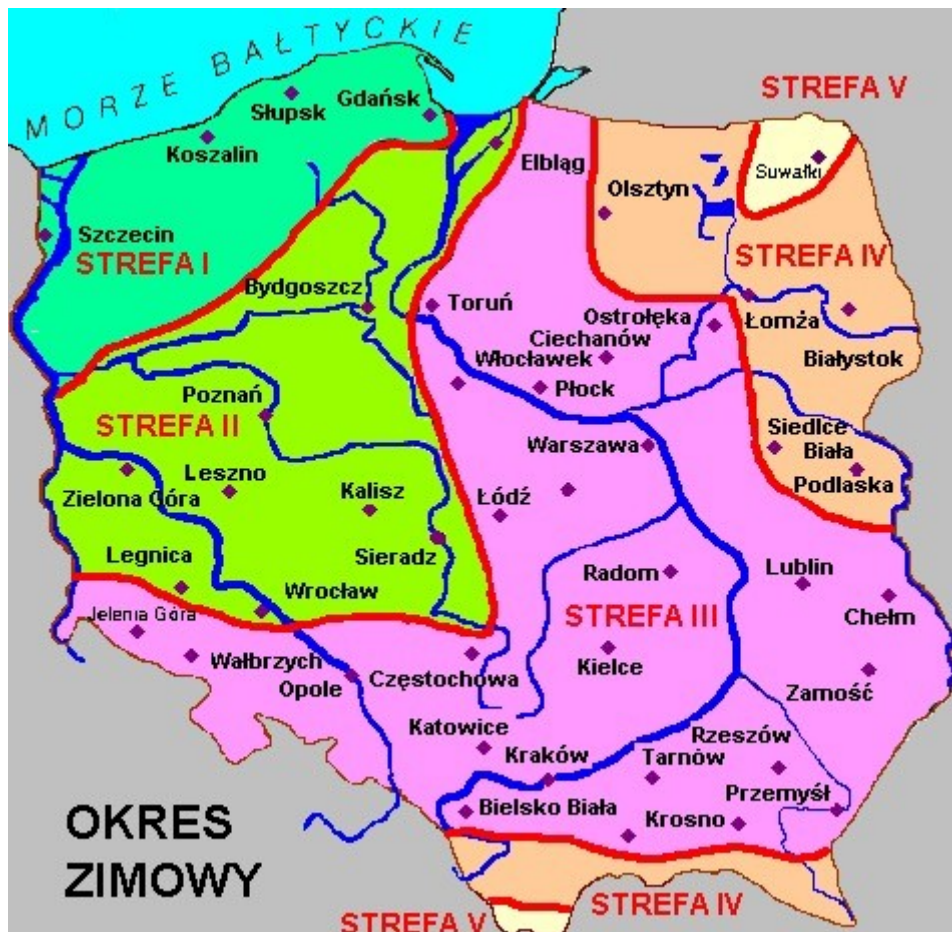 MORZE BAŁTYCKIE
STREFA V
Słupsk
Gdańsk
Koszalin
Elbląg
Suwałki
Olsztyn
Szczecin
STREFA I
STREFA IV
Bydgoszcz
Toruń
Ostrołęka
Łomża
Ciechanów
Włocławek
Białystok
Płock
Poznań
STREFA II
Warszawa
Siedlce
Biała
Podlaska
Leszno
Zielona Góra
Kalisz
Łódź
Legnica
Sieradz
Wrocław
Radom
Lublin
Jelenia Góra
STREFA III
Chełm
Wałbrzych
Opole
Częstochowa
Kielce
Zamość
Katowice
Kraków
Rzeszów
Tarnów
Przemyśl
Bielsko Biała
Krosno
OKRES
ZIMOWY
STREFA IV
STREFA V